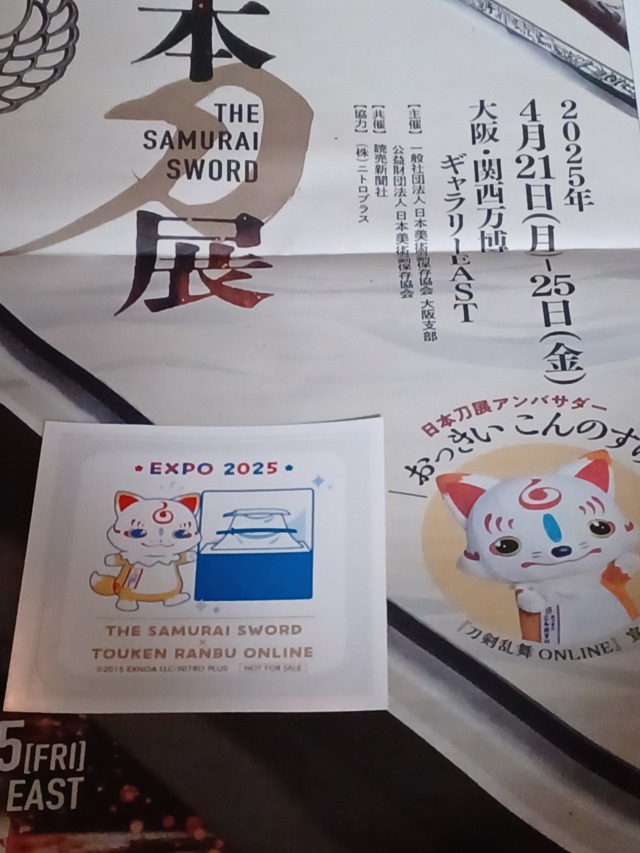 本
刀
展
THE
SAMURAI
SWORD
2025年
4月21日(月)-25日(金)
大阪・関西万博
ギャラリーEAST
【主催】一般社団法人 日本美術刀剣保存協会 大阪支部
公益財団法人 日本美術刀剣保存協会
【共催】読売新聞社
【協力】(株)ニトロプラス
日本刀展アンバサダー
おっきい こんのす
『刀剣乱舞 ONLINE』宣
EXPO 2025
THE SAMURAI SWORD
×
TOUKEN RANBU ONLINE
©2015 EXNOA LLC/NITRO PLUS NOT FOR SALE
5[FRI]
EAST